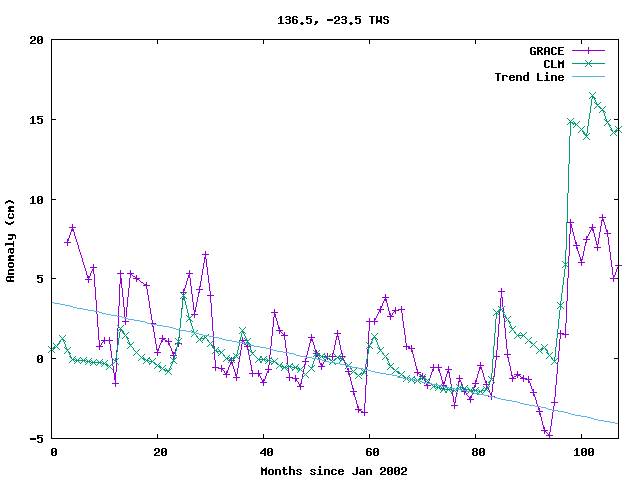 136.5, -23.5 TWS
20
15
10
5
0
-5
Anomaly (cm)
GRACE
CLM
Trend Line
0 20 40 60 80 100
Months since Jan 2002